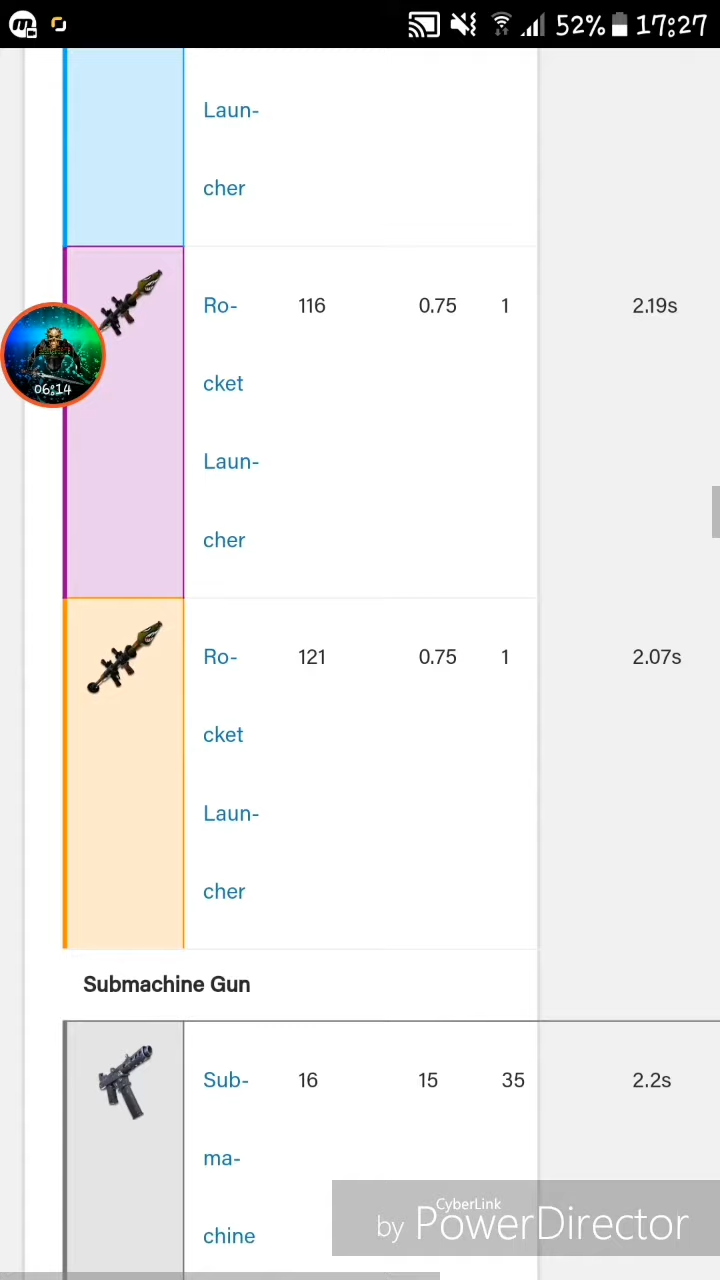 52% 17:27
Laun-
cher
Ro- 116 0.75 1 2.19s
cket
Laun-
cher
06:14
Ro- 121 0.75 1 2.07s
cket
Laun-
cher
Submachine Gun
Sub- 16 15 35 2.2s
ma-
chine
CyberLink
by PowerDirector